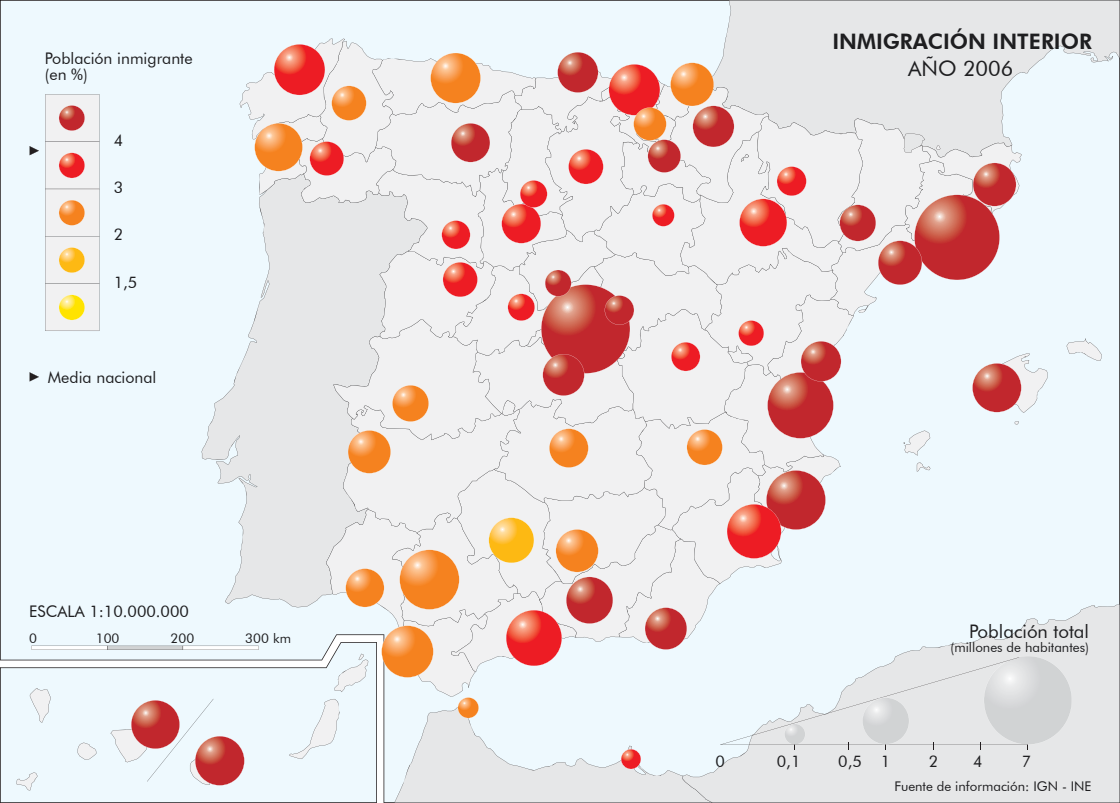 INMIGRACIÓN INTERIOR
AÑO 2006
Población inmigrante
(en %)
4
3
2
1,5
Media nacional
ESCALA 1:10.000.000
0 100 200 300 km
Población total
(millones de habitantes)
0 0,1 0,5 1 2 4 7
Fuente de información: IGN - INE